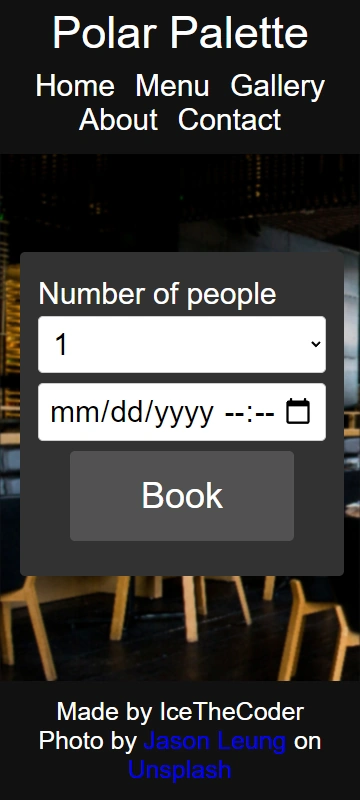 Polar Palette
Home Menu Gallery
About Contact
Number of people
1
mm/dd/yyyy --:--
Book
Made by IceTheCoder
Photo by Jason Leung on
Unsplash